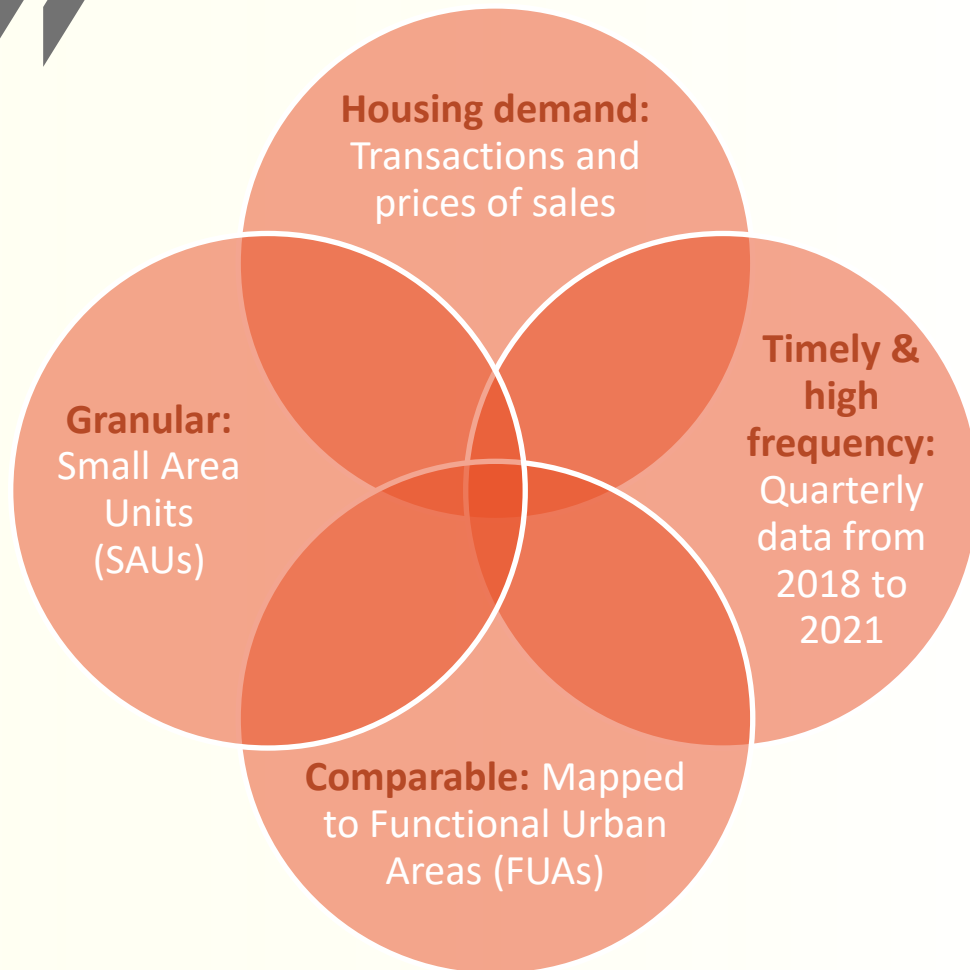 Housing demand:
Transactions and
prices of sales
Granular:
Small Area
Units
(SAUs)
Timely &
high
frequency:
Quarterly
data from
2018 to
2021
Comparable: Mapped
to Functional Urban
Areas (FUAs)